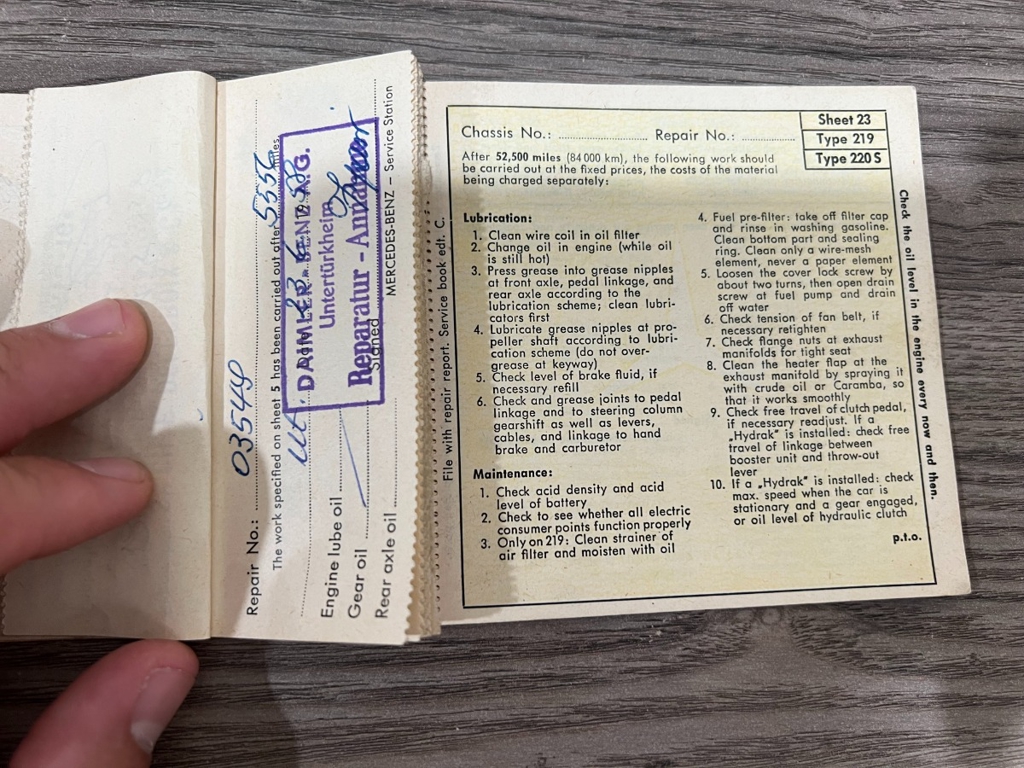 Repair No.: 03544
The work specified on sheet 5 has been carried out after 5556 miles.
Ut.
DAIMLER-BENZ A.G.
Untertürkheim
Reparatur - Annahme
Signed
MERCEDES-BENZ – Service Station
Engine lube oil
Gear oil
Rear axle oil
File with repair report. Service book edt. C.
Chassis No.: Repair No.:
Sheet 23
Type 219
Type 220 S
After 52,500 miles (84 000 km), the following work should
be carried out at the fixed prices, the costs of the material
being charged separately:
Lubrication:
1. Clean wire coil in oil filter
2. Change oil in engine (while oil
is still hot)
3. Press grease into grease nipples
at front axle, pedal linkage, and
rear axle according to the
lubrication scheme; clean lubri-
cators first
4. Lubricate grease nipples at pro-
peller shaft according to lubri-
cation scheme (do not over-
grease at keyway)
5. Check level of brake fluid, if
necessary refill
6. Check and grease joints to pedal
linkage and to steering column
gearshift as well as levers,
cables, and linkage to hand
brake and carburetor
Maintenance:
1. Check acid density and acid
level of battery
2. Check to see whether all electric
consumer points function properly
3. Only on 219: Clean strainer of
air filter and moisten with oil
4. Fuel pre-filter: take off filter cap
and rinse in washing gasoline.
Clean bottom part and sealing
ring. Clean only a wire-mesh
element, never a paper element
5. Loosen the cover lock screw by
about two turns, then open drain
screw at fuel pump and drain
off water
6. Check tension of fan belt, if
necessary retighten
7. Check flange nuts at exhaust
manifolds for tight seat
8. Clean the heater flap at the
exhaust manifold by spraying it
with crude oil or Caramba, so
that it works smoothly
9. Check free travel of clutch pedal,
if necessary readjust. If a
„Hydrak" is installed: check free
travel of linkage between
booster unit and throw-out
lever
10. If a „Hydrak" is installed: check
max. speed when the car is
stationary and a gear engaged,
or oil level of hydraulic clutch
p.t.o.
Check the oil level in the engine every now and then.